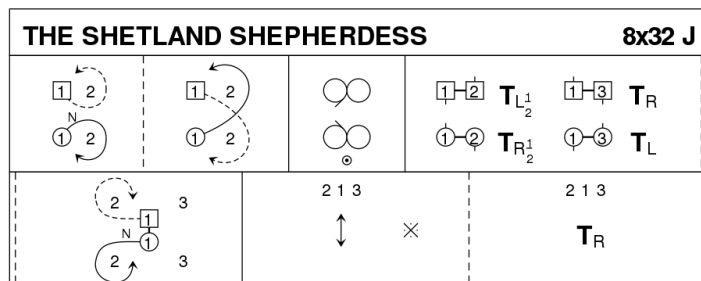 THE SHETLAND SHEPHERDESS 8x32 J
1 2 1 2 1 2 TL½ 1 3 TR
N
1 2 1 2 1 2 TR½ 1 3 TL
2 3 2 1 3 2 1 3
1
N 1 TR
2 3